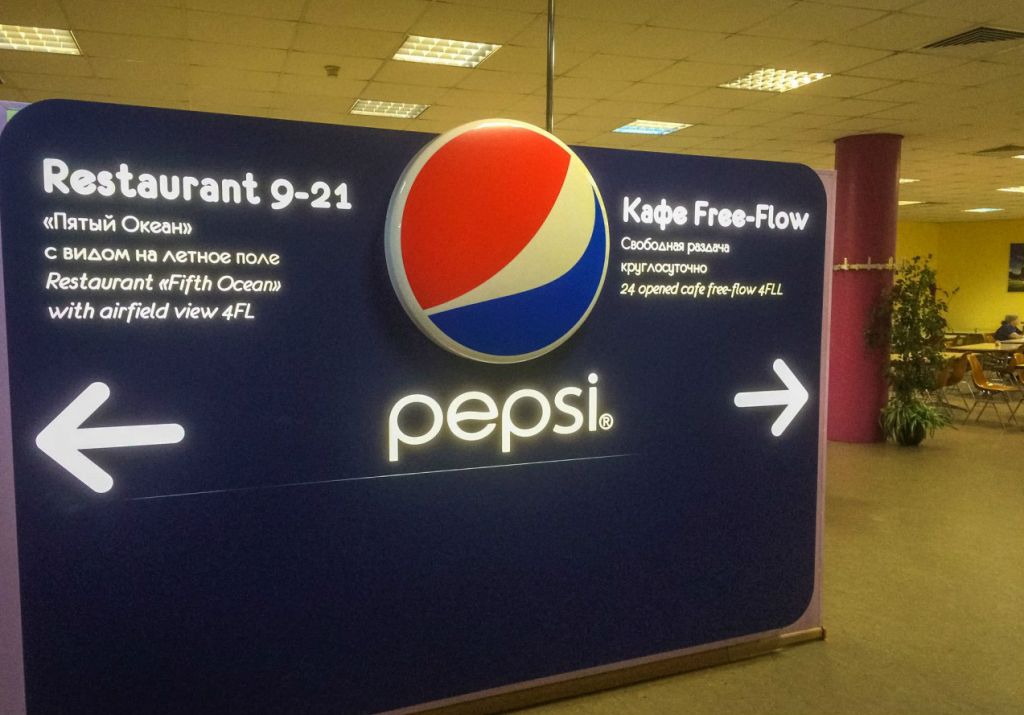 Restaurant 9-21
«Пятый Океан»
с видом на летное поле
Restaurant «Fifth Ocean»
with airfield view 4FL
pepsi®
Кафе Free-Flow
Свободная раздача
круглосуточно
24 opened cafe free-flow 4FLL